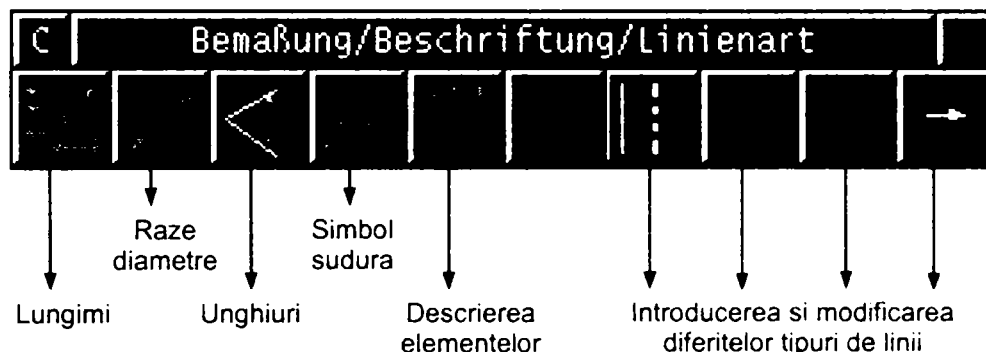 C Bemaßung/Beschriftung/Linienart
Raze
diametre
Simbol
sudura
Lungimi
Unghiuri
Descrierea
elementelor
Introducerea si modificarea
diferitelor tipuri de linii